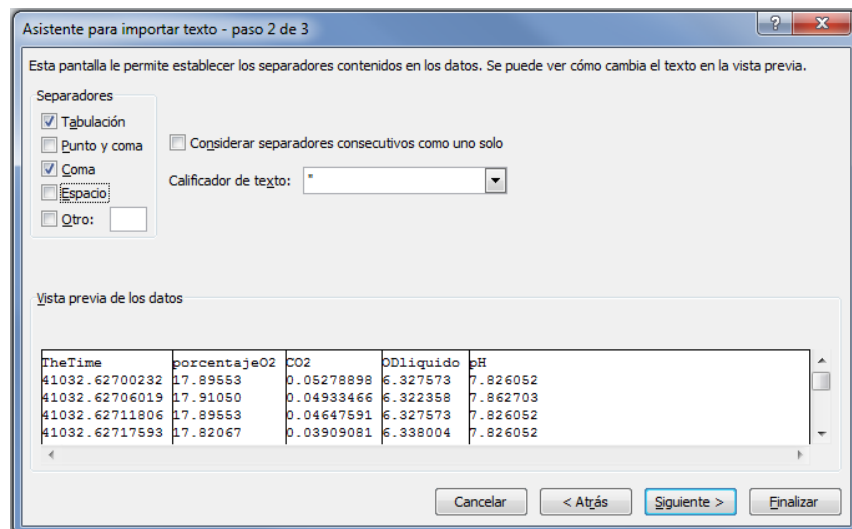 Asistente para importar texto - paso 2 de 3
Esta pantalla le permite establecer los separadores contenidos en los datos. Se puede ver cómo cambia el texto en la vista previa.
Separadores
Tabulación
Punto y coma
Considerar separadores consecutivos como uno solo
Coma
Calificador de texto: "
Espacio
Otro:
Vista previa de los datos
TheTime porcentajeO2 CO2 ODliquido pH
41032.62700232 17.89553 0.05278898 6.327573 7.826052
41032.62706019 17.91050 0.04933466 6.322358 7.862703
41032.62711806 17.89553 0.04647591 6.327573 7.826052
41032.62717593 17.82067 0.03909081 6.338004 7.826052
Cancelar < Atrás Siguiente > Finalizar